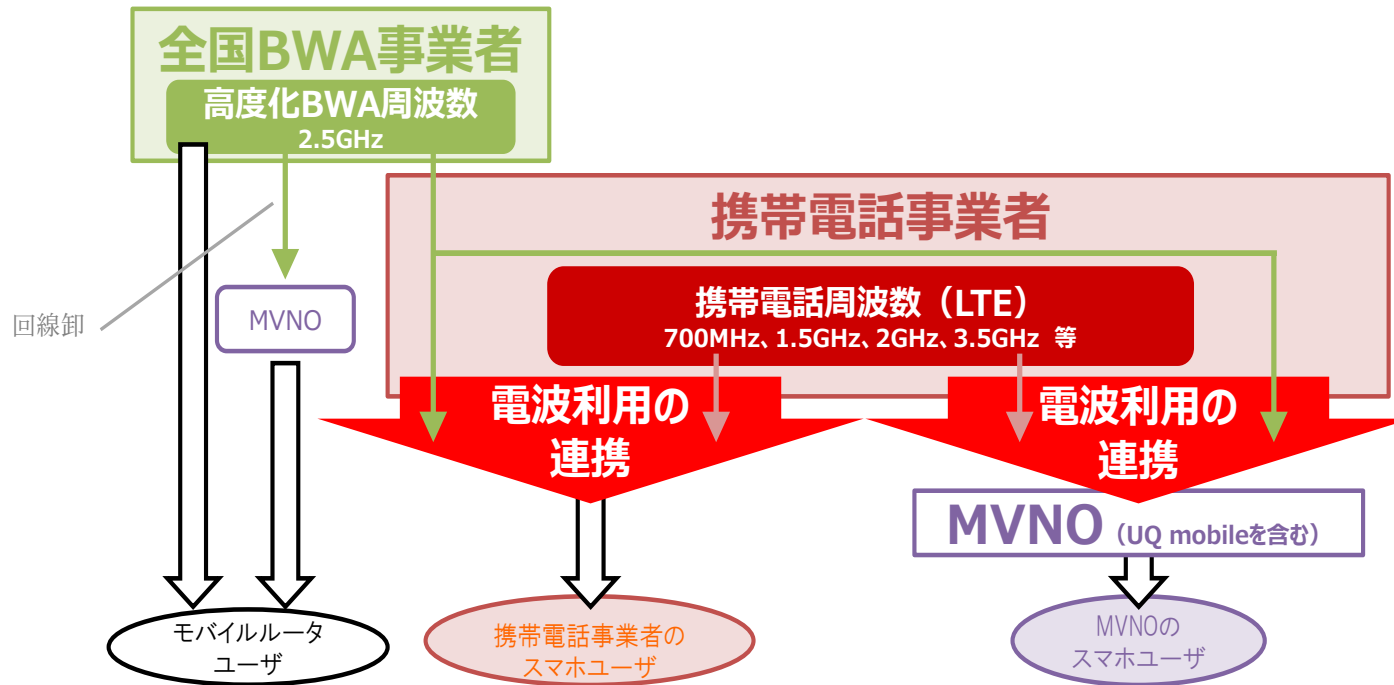 全国BWA事業者
高度化BWA周波数
2.5GHz
携帯電話事業者
携帯電話周波数（LTE）
700MHz、1.5GHz、2GHz、3.5GHz 等
回線卸
MVNO
電波利用の
連携
電波利用の
連携
MVNO（UQ mobileを含む）
モバイルルータ
ユーザ
携帯電話事業者の
スマホユーザ
MVNOの
スマホユーザ